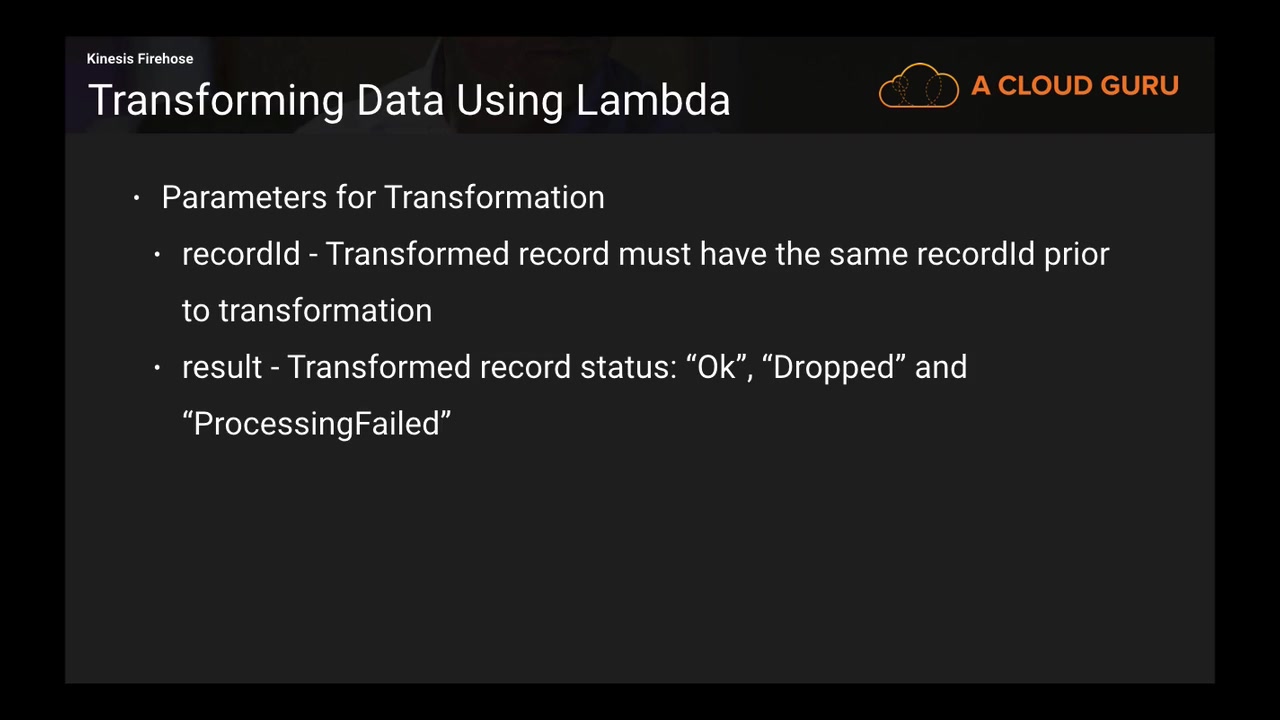 Kinesis Firehose
Transforming Data Using Lambda
A CLOUD GURU
• Parameters for Transformation
• recordId - Transformed record must have the same recordId prior
to transformation
• result - Transformed record status: “Ok”, “Dropped” and
“ProcessingFailed”